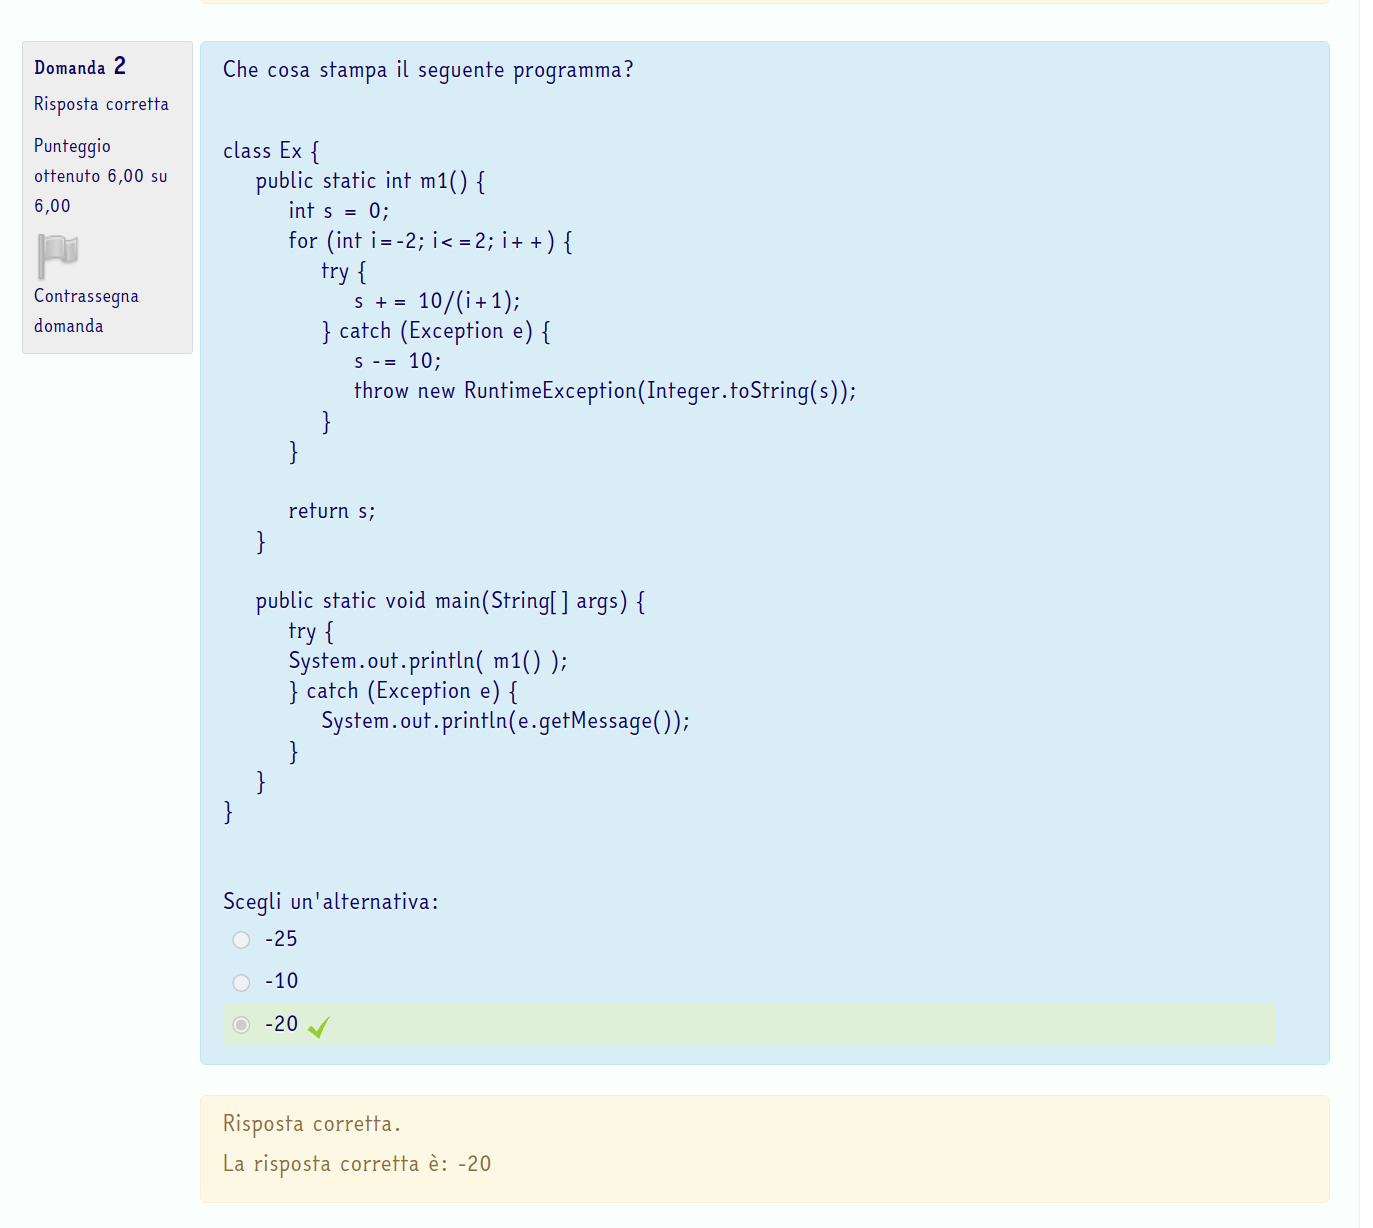 Domanda 2
Risposta corretta
Punteggio
ottenuto 6,00 su
6,00
Contrassegna
domanda
Che cosa stampa il seguente programma?
class Ex {
public static int m1() {
int s = 0;
for (int i=-2; i<=2; i++) {
try {
s += 10/(i+1);
} catch (Exception e) {
s -= 10;
throw new RuntimeException(Integer.toString(s));
}
}
return s;
}
public static void main(String[] args) {
try {
System.out.println( m1() );
} catch (Exception e) {
System.out.println(e.getMessage());
}
}
}
Scegli un'alternativa:
-25
-10
-20
Risposta corretta.
La risposta corretta è: -20